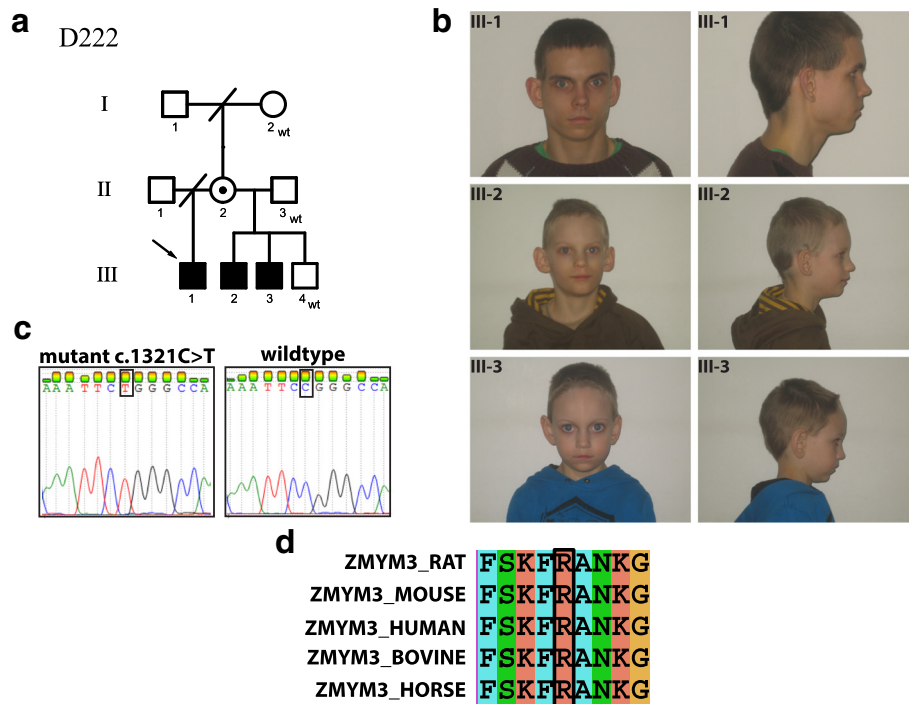 a
D222
I
1
2 wt
II
1
2
3 wt
III
1
2
3
4 wt
b
III-1
III-1
III-2
III-2
III-3
III-3
c
mutant c.1321C>T
wildtype
A A A T T C T G G G C C A
A A A T T C C G G G C C A
d
ZMYM3_RAT FSKFRANKG
ZMYM3_MOUSE FSKFRANKG
ZMYM3_HUMAN FSKFRANKG
ZMYM3_BOVINE FSKFRANKG
ZMYM3_HORSE FSKFRANKG